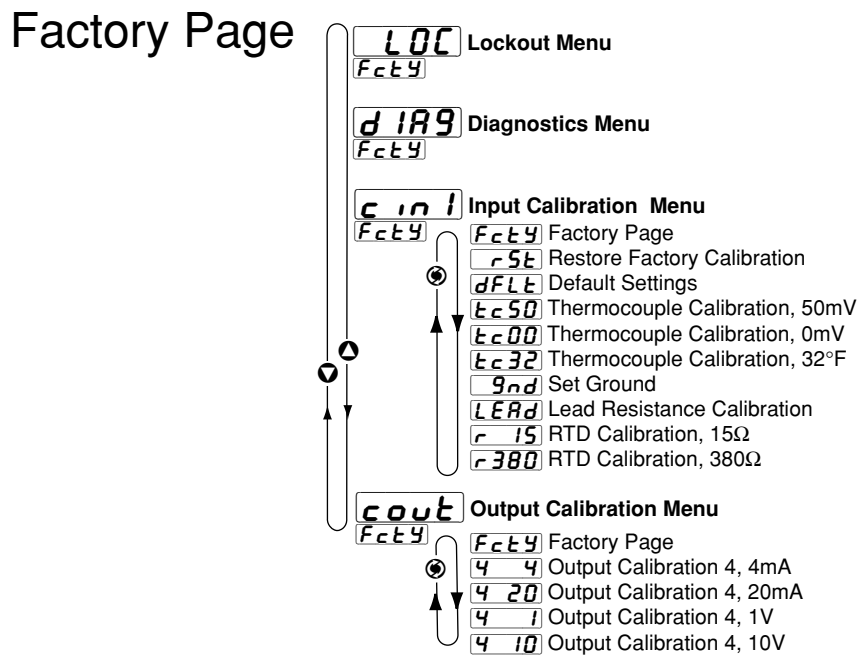 Factory Page
LOC Lockout Menu
FctY
dIAg Diagnostics Menu
FctY
cin1 Input Calibration Menu
FctY
FctY Factory Page
rSt Restore Factory Calibration
dFLt Default Settings
tc50 Thermocouple Calibration, 50mV
tc00 Thermocouple Calibration, 0mV
tc32 Thermocouple Calibration, 32°F
gnd Set Ground
LEAd Lead Resistance Calibration
r 15 RTD Calibration, 15Ω
r380 RTD Calibration, 380Ω
cout Output Calibration Menu
FctY
FctY Factory Page
4 4 Output Calibration 4, 4mA
4 20 Output Calibration 4, 20mA
4 1 Output Calibration 4, 1V
4 10 Output Calibration 4, 10V